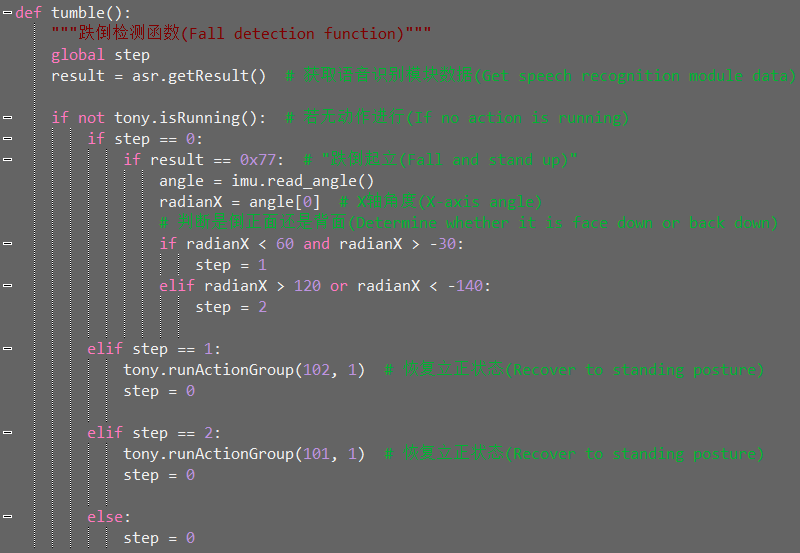 def tumble():
"""跌倒检测函数(Fall detection function)"""
global step
result = asr.getResult() # 获取语音识别模块数据(Get speech recognition module data)
if not tony.isRunning(): # 若无动作进行(If no action is running)
if step == 0:
if result == 0x77: # "跌倒起立(Fall and stand up)"
angle = imu.read_angle()
radianX = angle[0] # X轴角度(X-axis angle)
# 判断是倒正面还是背面(Determine whether it is face down or back down)
if radianX < 60 and radianX > -30:
step = 1
elif radianX > 120 or radianX < -140:
step = 2
elif step == 1:
tony.runActionGroup(102, 1) # 恢复立正状态(Recover to standing posture)
step = 0
elif step == 2:
tony.runActionGroup(101, 1) # 恢复立正状态(Recover to standing posture)
step = 0
else:
step = 0